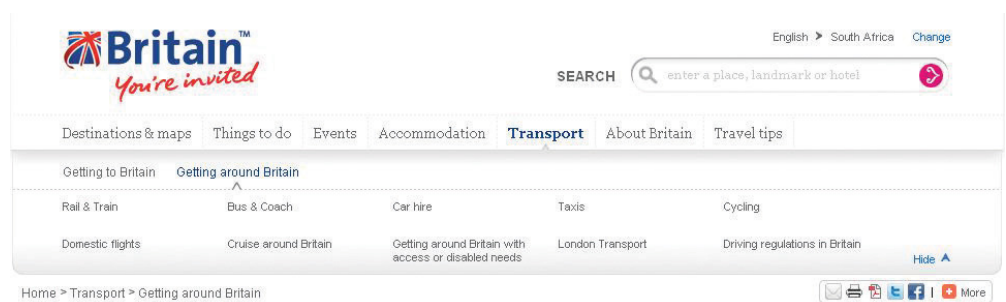 Britain™
You're invited
English > South Africa Change
SEARCH enter a place, landmark or hotel
Destinations & maps Things to do Events Accommodation Transport About Britain Travel tips
Getting to Britain Getting around Britain
Rail & Train Bus & Coach Car hire Taxis Cycling
Domestic flights Cruise around Britain Getting around Britain with London Transport Driving regulations in Britain
access or disabled needs
Hide
Home > Transport > Getting around Britain
More